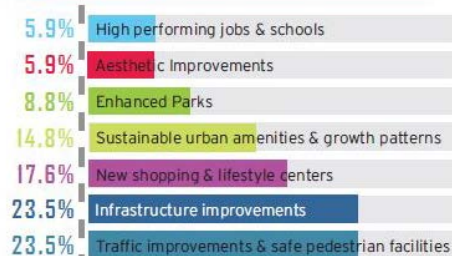 5.9% High performing jobs & schools
5.9% Aesthetic Improvements
8.8% Enhanced Parks
14.8% Sustainable urban amenities & growth patterns
17.6% New shopping & lifestyle centers
23.5% Infrastructure improvements
23.5% Traffic improvements & safe pedestrian facilities